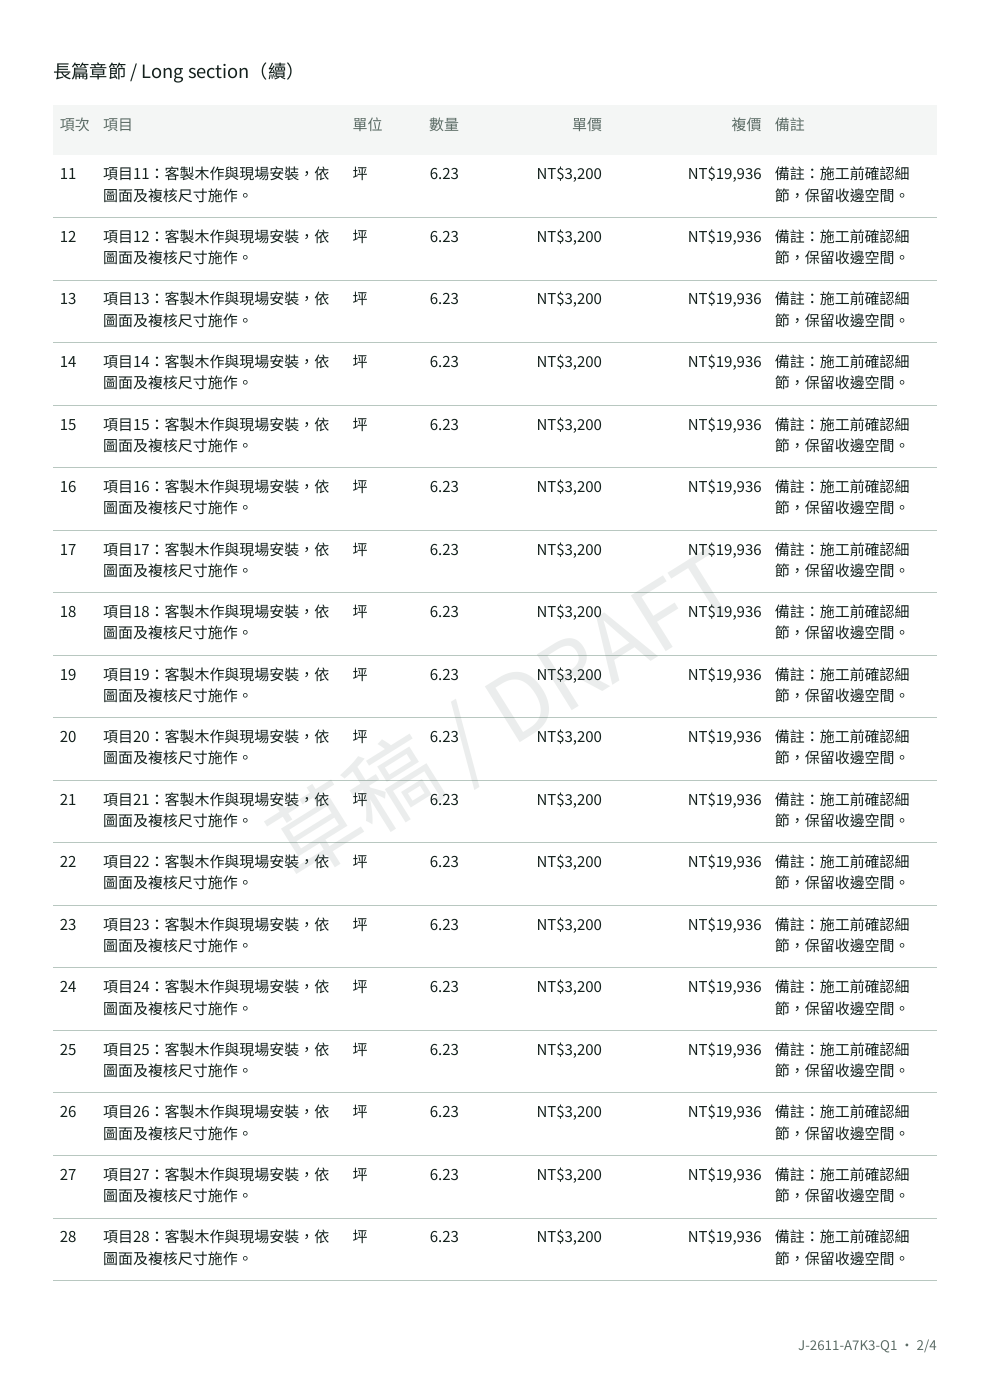 長篇章節 / Long section（續）
項次 項目 單位 數量 單價 複價 備註
11 項目11：客製木作與現場安裝，依 坪 6.23 NT$3,200 NT$19,936 備註：施工前確認細
圖面及複核尺寸施作。 節，保留收邊空間。
12 項目12：客製木作與現場安裝，依 坪 6.23 NT$3,200 NT$19,936 備註：施工前確認細
圖面及複核尺寸施作。 節，保留收邊空間。
13 項目13：客製木作與現場安裝，依 坪 6.23 NT$3,200 NT$19,936 備註：施工前確認細
圖面及複核尺寸施作。 節，保留收邊空間。
14 項目14：客製木作與現場安裝，依 坪 6.23 NT$3,200 NT$19,936 備註：施工前確認細
圖面及複核尺寸施作。 節，保留收邊空間。
15 項目15：客製木作與現場安裝，依 坪 6.23 NT$3,200 NT$19,936 備註：施工前確認細
圖面及複核尺寸施作。 節，保留收邊空間。
16 項目16：客製木作與現場安裝，依 坪 6.23 NT$3,200 NT$19,936 備註：施工前確認細
圖面及複核尺寸施作。 節，保留收邊空間。
17 項目17：客製木作與現場安裝，依 坪 6.23 NT$3,200 NT$19,936 備註：施工前確認細
圖面及複核尺寸施作。 節，保留收邊空間。
18 項目18：客製木作與現場安裝，依 坪 6.23 NT$3,200 NT$19,936 備註：施工前確認細
圖面及複核尺寸施作。 節，保留收邊空間。
19 項目19：客製木作與現場安裝，依 坪 6.23 NT$3,200 NT$19,936 備註：施工前確認細
圖面及複核尺寸施作。 節，保留收邊空間。
20 項目20：客製木作與現場安裝，依 坪 6.23 NT$3,200 NT$19,936 備註：施工前確認細
圖面及複核尺寸施作。 節，保留收邊空間。
21 項目21：客製木作與現場安裝，依 坪 6.23 NT$3,200 NT$19,936 備註：施工前確認細
圖面及複核尺寸施作。 節，保留收邊空間。
22 項目22：客製木作與現場安裝，依 坪 6.23 NT$3,200 NT$19,936 備註：施工前確認細
圖面及複核尺寸施作。 節，保留收邊空間。
23 項目23：客製木作與現場安裝，依 坪 6.23 NT$3,200 NT$19,936 備註：施工前確認細
圖面及複核尺寸施作。 節，保留收邊空間。
24 項目24：客製木作與現場安裝，依 坪 6.23 NT$3,200 NT$19,936 備註：施工前確認細
圖面及複核尺寸施作。 節，保留收邊空間。
25 項目25：客製木作與現場安裝，依 坪 6.23 NT$3,200 NT$19,936 備註：施工前確認細
圖面及複核尺寸施作。 節，保留收邊空間。
26 項目26：客製木作與現場安裝，依 坪 6.23 NT$3,200 NT$19,936 備註：施工前確認細
圖面及複核尺寸施作。 節，保留收邊空間。
27 項目27：客製木作與現場安裝，依 坪 6.23 NT$3,200 NT$19,936 備註：施工前確認細
圖面及複核尺寸施作。 節，保留收邊空間。
28 項目28：客製木作與現場安裝，依 坪 6.23 NT$3,200 NT$19,936 備註：施工前確認細
圖面及複核尺寸施作。 節，保留收邊空間。
草稿 / DRAFT
J-2611-A7K3-Q1 · 2/4